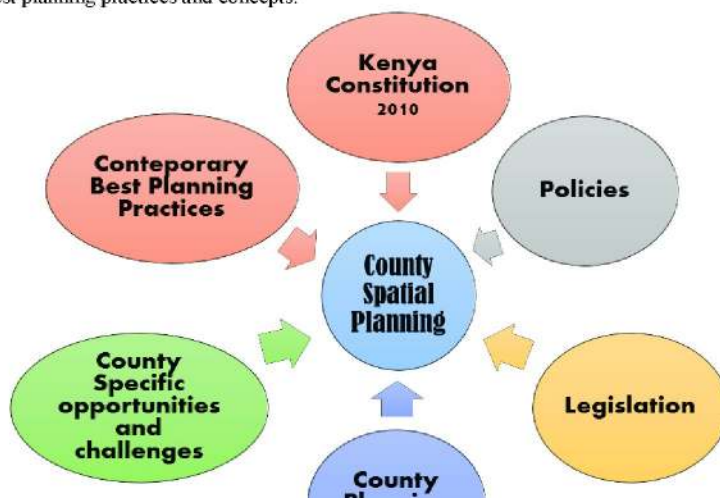 planning practices and concepts.
Kenya
Constitution
2010
Conteporary
Best Planning
Practices
Policies
County
Spatial
Planning
County
Specific
opportunities
and
challenges
Legislation
County